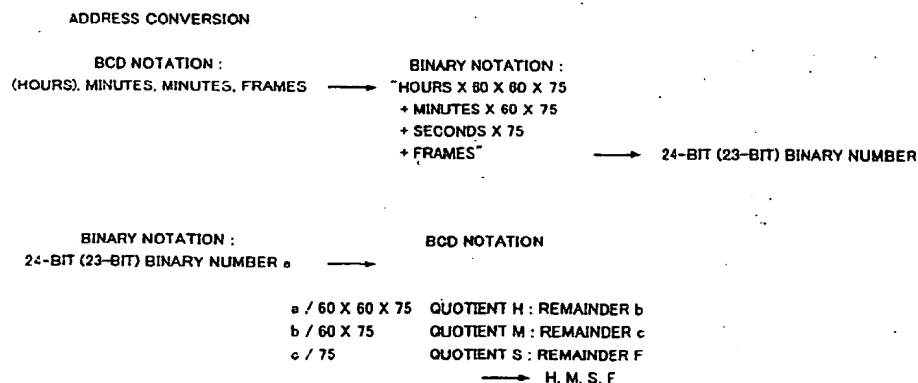 ADDRESS CONVERSION
BCD NOTATION :
(HOURS), MINUTES, MINUTES, FRAMES
BINARY NOTATION :
"HOURS X 60 X 60 X 75
+ MINUTES X 60 X 75
+ SECONDS X 75
+ FRAMES"
24-BIT (23-BIT) BINARY NUMBER
BINARY NOTATION :
24-BIT (23-BIT) BINARY NUMBER a
BCD NOTATION
a / 60 X 60 X 75 QUOTIENT H : REMAINDER b
b / 60 X 75 QUOTIENT M : REMAINDER c
c / 75 QUOTIENT S : REMAINDER F
H, M, S, F